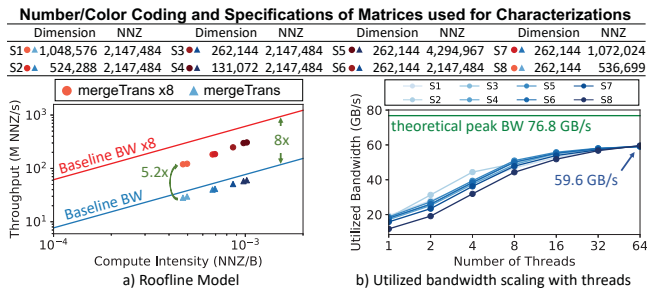 Number/Color Coding and Specifications of Matrices used for Characterizations
Dimension NNZ Dimension NNZ Dimension NNZ Dimension NNZ
S1 1,048,576 2,147,484 S3 262,144 2,147,484 S5 262,144 4,294,967 S7 262,144 1,072,024
S2 524,288 2,147,484 S4 131,072 2,147,484 S6 262,144 2,147,484 S8 262,144 536,699
mergeTrans x8 mergeTrans
Throughput (M NNZ/s)
10³
10²
10¹
Baseline BW x8
Baseline BW
5.2x
8x
10⁻⁴ 10⁻³
Compute Intensity (NNZ/B)
a) Roofline Model
S1 S3 S5 S7
S2 S4 S6 S8
Utilized Bandwidth (GB/s)
80
60
40
20
theoretical peak BW 76.8 GB/s
59.6 GB/s
1 2 4 8 16 32 64
Number of Threads
b) Utilized bandwidth scaling with threads